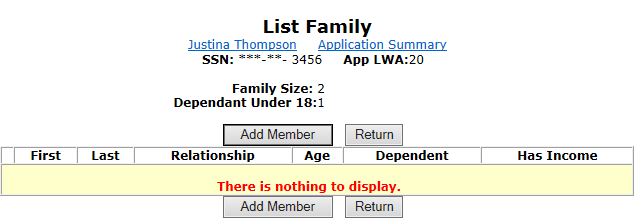 List Family
Justina Thompson Application Summary
SSN: ***-**- 3456 App LWA:20
Family Size: 2
Dependant Under 18:1
Add Member Return
First Last Relationship Age Dependent Has Income
There is nothing to display.
Add Member Return